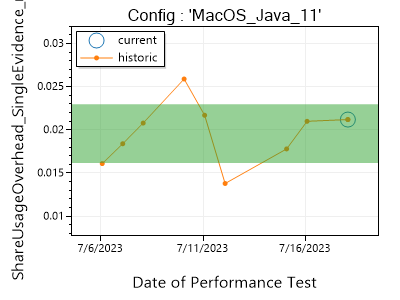 Config : 'MacOS_Java_11'
current
historic
0.03
0.025
0.02
0.015
0.01
7/6/2023
7/11/2023
7/16/2023
Date of Performance Test
ShareUsageOverhead_SingleEvidence_